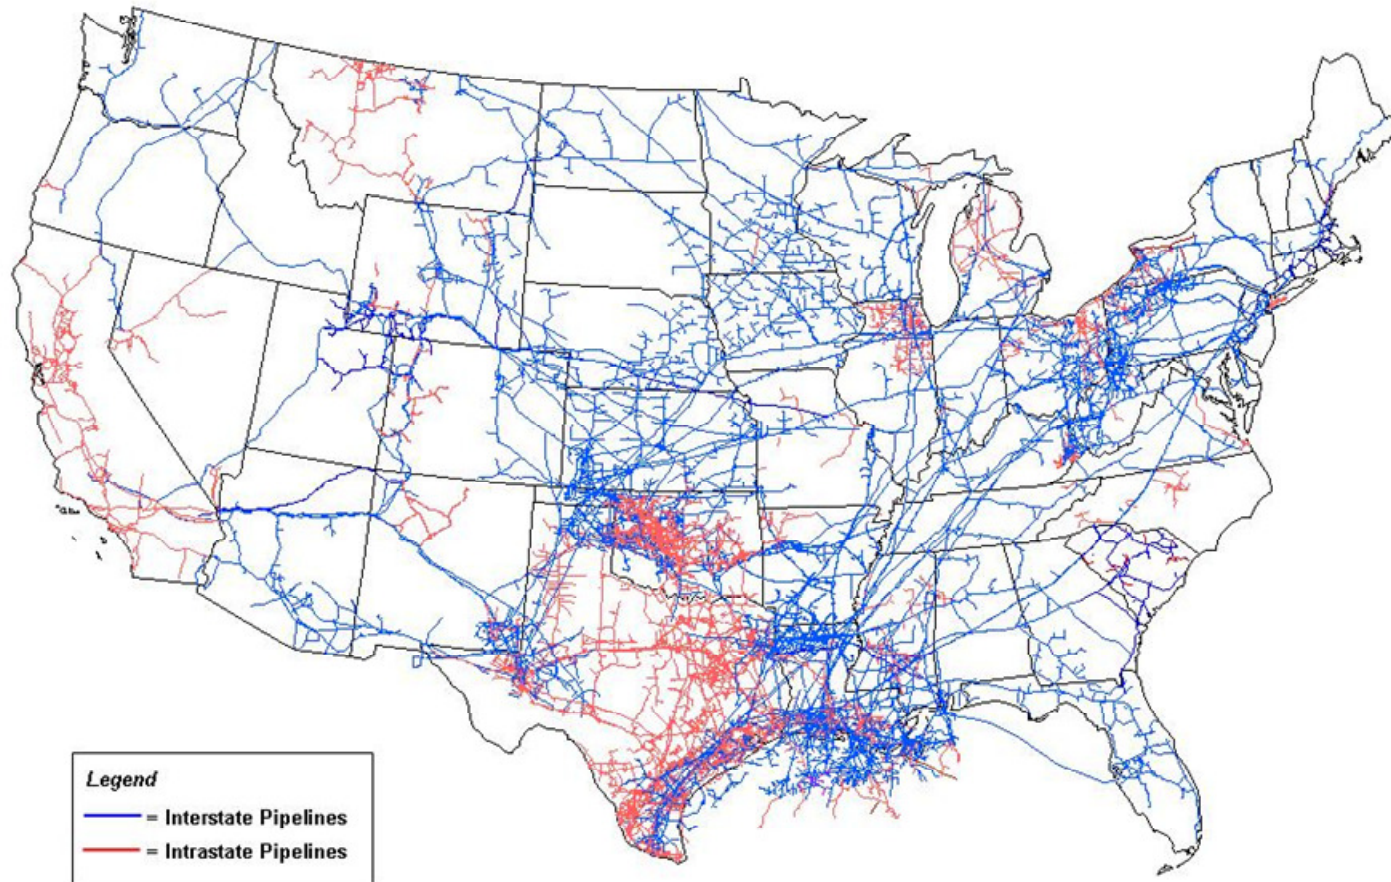 Legend
= Interstate Pipelines
= Intrastate Pipelines